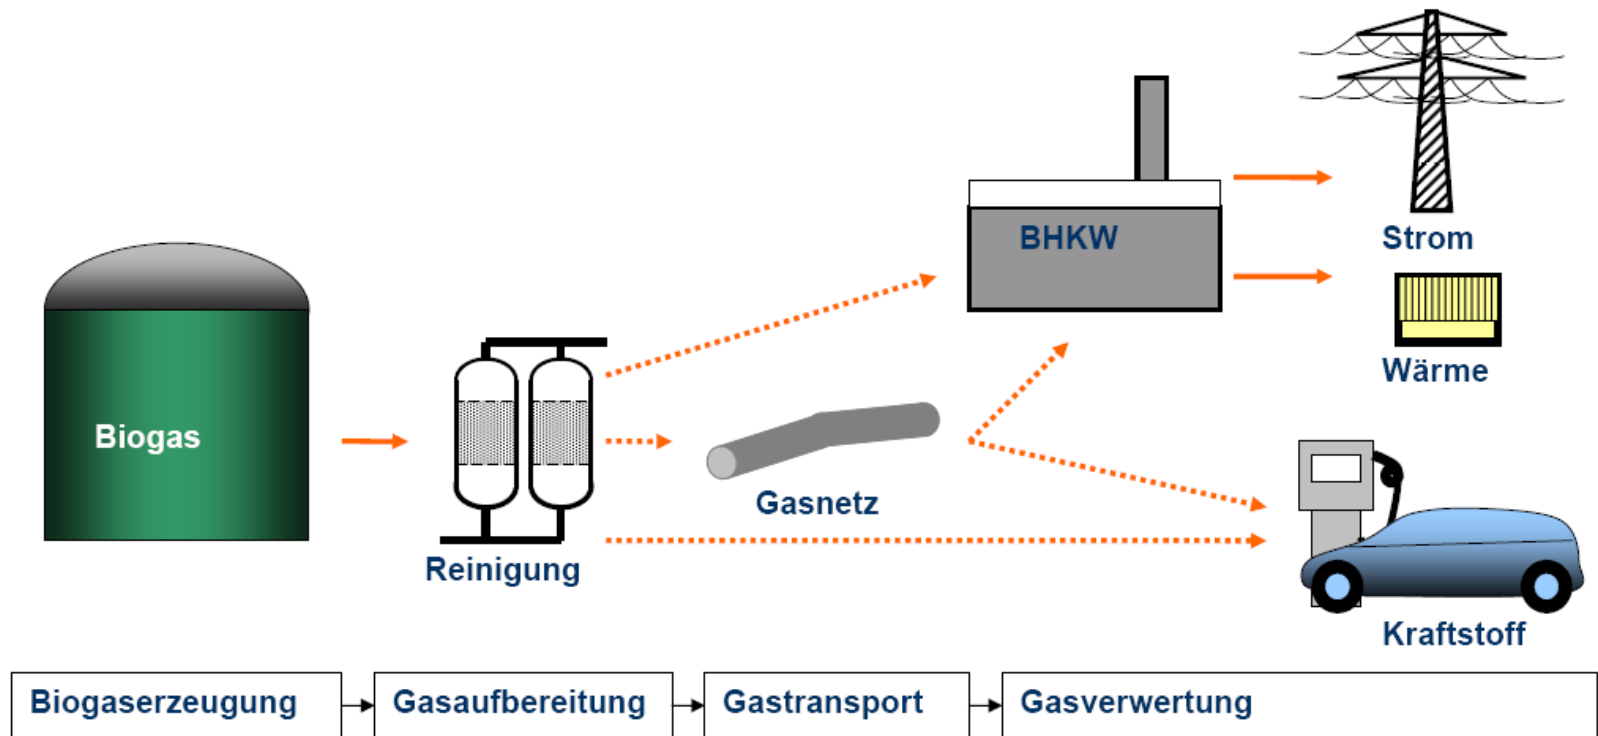 BHKW
Strom
Wärme
Biogas
Gasnetz
Reinigung
Kraftstoff
Biogaserzeugung
Gasaufbereitung
Gastransport
Gasverwertung